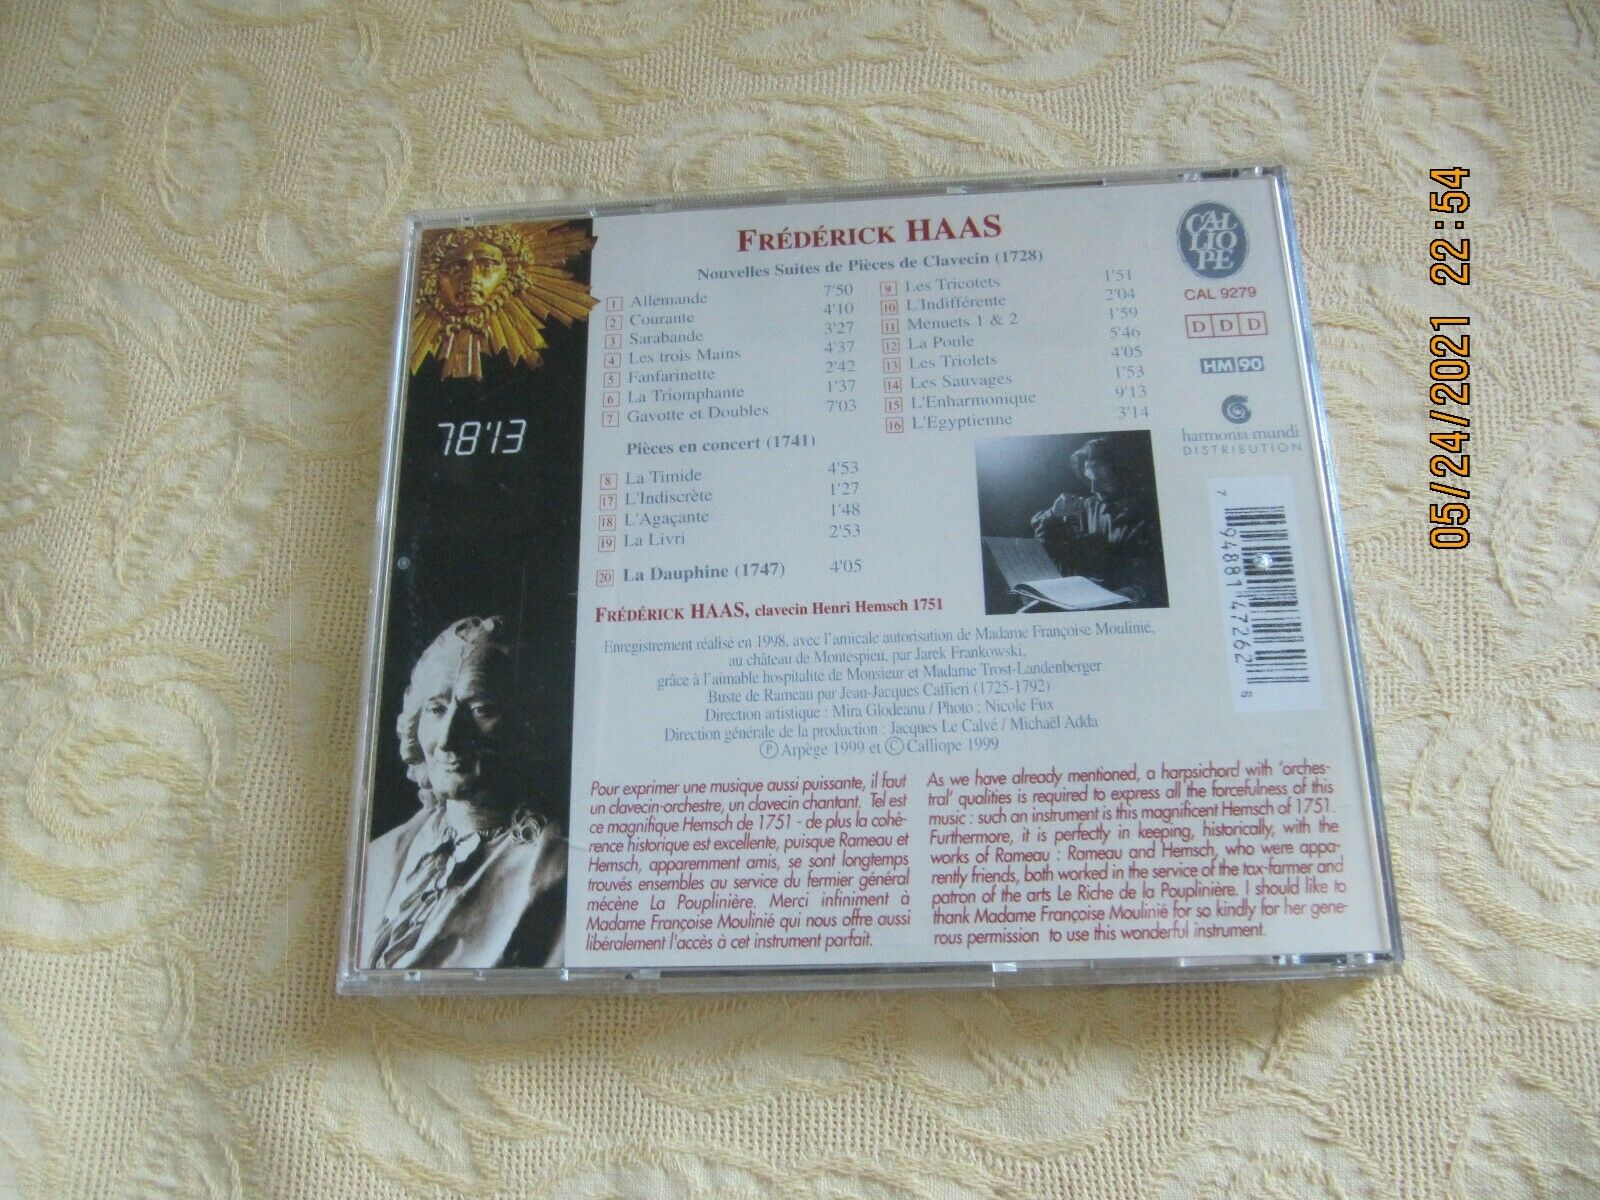 FRÉDÉRICK HAAS
Nouvelles Suites de Pièces de Clavecin (1728)
1 Allemande 7'50
2 Courante 4'10
3 Sarabande 3'27
4 Les trois Mains 4'37
5 Fanfarinette 2'42
6 La Triomphante 1'37
7 Gavotte et Doubles 7'03
Pièces en concert (1741)
8 La Timide 4'53
17 L'Indiscrète 1'27
18 L'Agaçante 1'48
19 La Livri 2'53
20 La Dauphine (1747) 4'05
9 Les Tricotets 1'51
10 L'Indifférente 2'04
11 Menuets 1 & 2 1'59
12 La Poule 5'46
13 Les Triolets 4'05
14 Les Sauvages 1'53
15 L'Enharmonique 9'13
16 L'Egyptienne 3'14
CAL
LIO
PE
CAL 9279
DDD
HM 90
harmonia mundi
DISTRIBUTION
7 94881 47262 8
78'13
FRÉDÉRICK HAAS, clavecin Henri Hemsch 1751
Enregistrement réalisé en 1998, avec l'amicale autorisation de Madame Françoise Moulinié,
au château de Montespieu, par Jarek Frankowski,
grâce à l'aimable hospitalité de Monsieur et Madame Trost-Landenberger
Buste de Rameau par Jean-Jacques Caffieri (1725-1792)
Direction artistique : Mira Glodeanu / Photo : Nicole Fux
Direction générale de la production : Jacques Le Calvé / Michaël Adda
Ⓟ Arpège 1999 et © Calliope 1999
Pour exprimer une musique aussi puissante, il faut
un clavecin-orchestre, un clavecin chantant. Tel est
ce magnifique Hemsch de 1751 - de plus la cohé-
rence historique est excellente, puisque Rameau et
Hemsch, apparemment amis, se sont longtemps
trouvés ensembles au service du fermier général
mécène La Pouplinière. Merci infiniment à
Madame Françoise Moulinié qui nous offre aussi
libéralement l'accès à cet instrument parfait.
As we have already mentioned, a harpsichord with 'orches-
tral' qualities is required to express all the forcefulness of this
music : such an instrument is this magnificent Hemsch of 1751.
Furthermore, it is perfectly in keeping, historically, with the
works of Rameau : Rameau and Hemsch, who were appa-
rently friends, both worked in the service of the tax-farmer and
patron of the arts Le Riche de la Pouplinière. I should like to
thank Madame Françoise Moulinié for so kindly for her gene-
rous permission to use this wonderful instrument.
05/24/2021 22:54